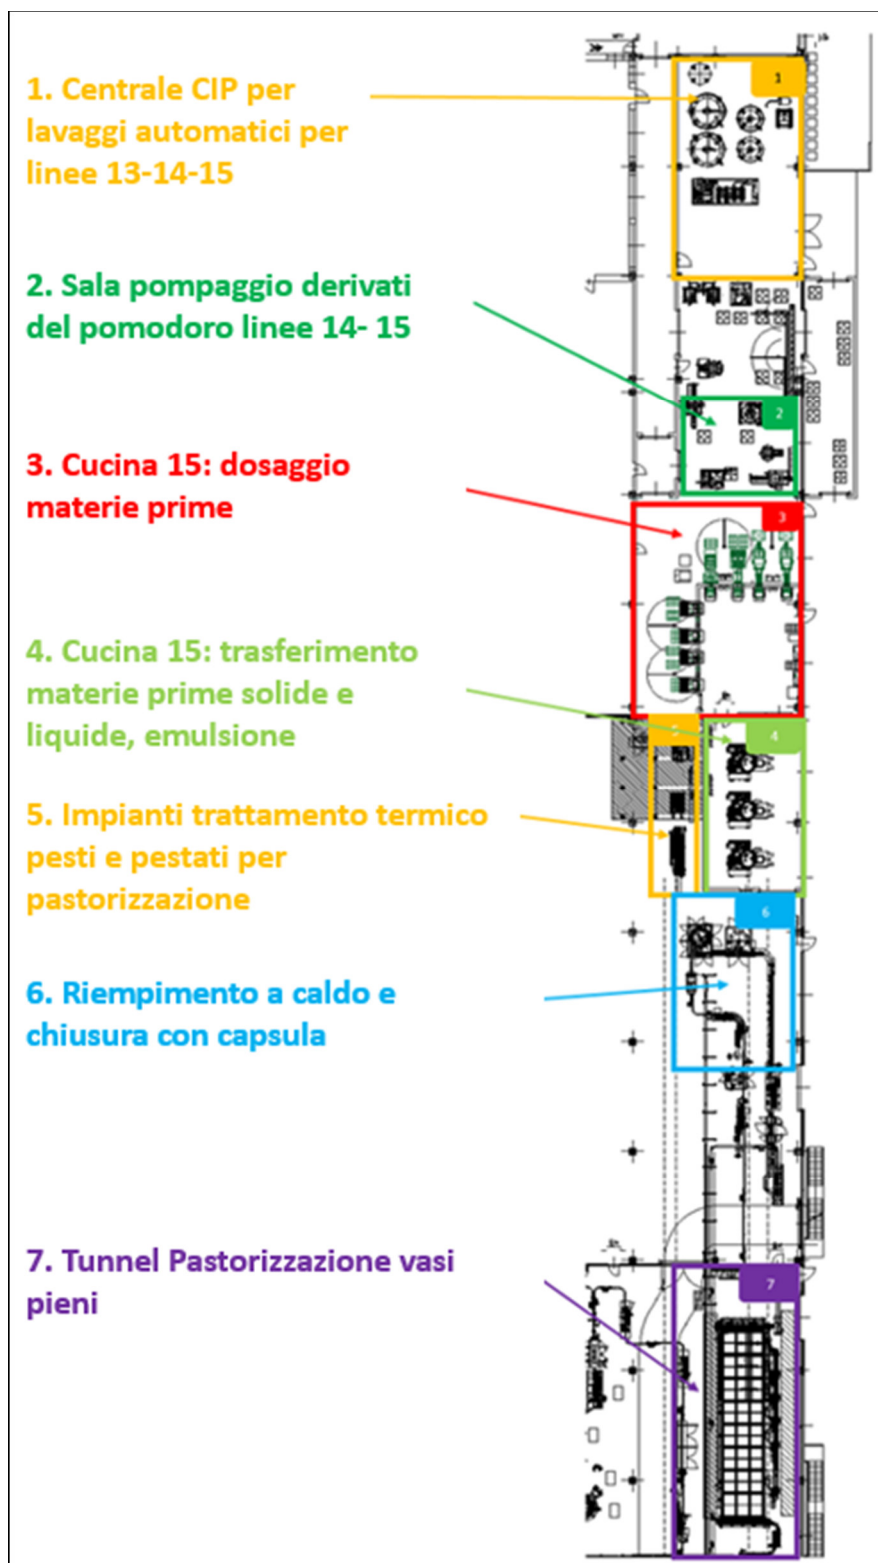 1. Centrale CIP per
lavaggi automatici per
linee 13-14-15
1
2. Sala pompaggio derivati
del pomodoro linee 14- 15
2
3. Cucina 15: dosaggio
materie prime
3
4. Cucina 15: trasferimento
materie prime solide e
liquide, emulsione
4
5. Impianti trattamento termico
pesti e pestati per
pastorizzazione
5
6. Riempimento a caldo e
chiusura con capsula
6
7. Tunnel Pastorizzazione vasi
pieni
7